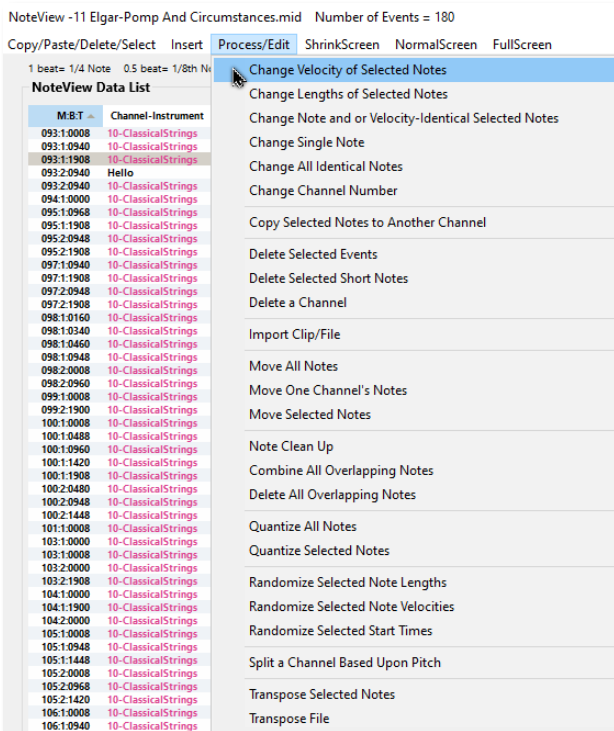 NoteView -11 Elgar-Pomp And Circumstances.mid Number of Events = 180
Copy/Paste/Delete/Select Insert Process/Edit ShrinkScreen NormalScreen FullScreen
1 beat= 1/4 Note 0.5 beat= 1/8th
NoteView Data List
M:B:T Channel-Instrument
093:1:0008 10-ClassicalStrings
093:1:0940 10-ClassicalStrings
093:1:1908 10-ClassicalStrings
093:2:0940 Hello
093:2:0940 10-ClassicalStrings
094:1:0000 10-ClassicalStrings
095:1:0968 10-ClassicalStrings
095:1:1908 10-ClassicalStrings
095:2:0948 10-ClassicalStrings
095:2:1908 10-ClassicalStrings
097:1:0940 10-ClassicalStrings
097:1:1908 10-ClassicalStrings
097:2:0948 10-ClassicalStrings
097:2:1908 10-ClassicalStrings
098:1:0160 10-ClassicalStrings
098:1:0340 10-ClassicalStrings
098:1:0460 10-ClassicalStrings
098:1:0948 10-ClassicalStrings
098:2:0008 10-ClassicalStrings
098:2:0960 10-ClassicalStrings
099:1:0008 10-ClassicalStrings
099:2:1900 10-ClassicalStrings
100:1:0008 10-ClassicalStrings
100:1:0488 10-ClassicalStrings
100:1:0960 10-ClassicalStrings
100:1:1420 10-ClassicalStrings
100:1:1908 10-ClassicalStrings
100:2:0480 10-ClassicalStrings
100:2:0948 10-ClassicalStrings
100:2:1448 10-ClassicalStrings
101:1:0008 10-ClassicalStrings
103:1:0000 10-ClassicalStrings
103:1:0008 10-ClassicalStrings
103:2:0000 10-ClassicalStrings
103:2:1908 10-ClassicalStrings
104:1:0000 10-ClassicalStrings
104:1:1900 10-ClassicalStrings
104:2:0000 10-ClassicalStrings
105:1:0008 10-ClassicalStrings
105:1:0948 10-ClassicalStrings
105:1:1448 10-ClassicalStrings
105:2:0008 10-ClassicalStrings
105:2:0968 10-ClassicalStrings
105:2:1420 10-ClassicalStrings
106:1:0008 10-ClassicalStrings
106:1:0940 10-ClassicalStrings
Change Velocity of Selected Notes
Change Lengths of Selected Notes
Change Note and or Velocity-Identical Selected Notes
Change Single Note
Change All Identical Notes
Change Channel Number
Copy Selected Notes to Another Channel
Delete Selected Events
Delete Selected Short Notes
Delete a Channel
Import Clip/File
Move All Notes
Move One Channel's Notes
Move Selected Notes
Note Clean Up
Combine All Overlapping Notes
Delete All Overlapping Notes
Quantize All Notes
Quantize Selected Notes
Randomize Selected Note Lengths
Randomize Selected Note Velocities
Randomize Selected Start Times
Split a Channel Based Upon Pitch
Transpose Selected Notes
Transpose File